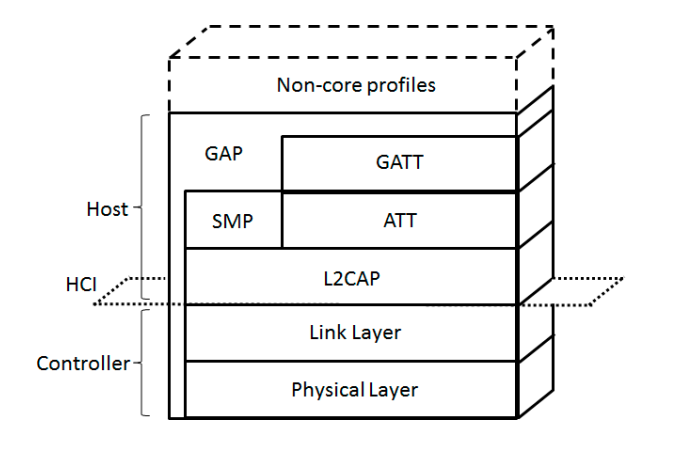 Non-core profiles
GAP
GATT
Host
SMP
ATT
HCI
L2CAP
Link Layer
Controller
Physical Layer